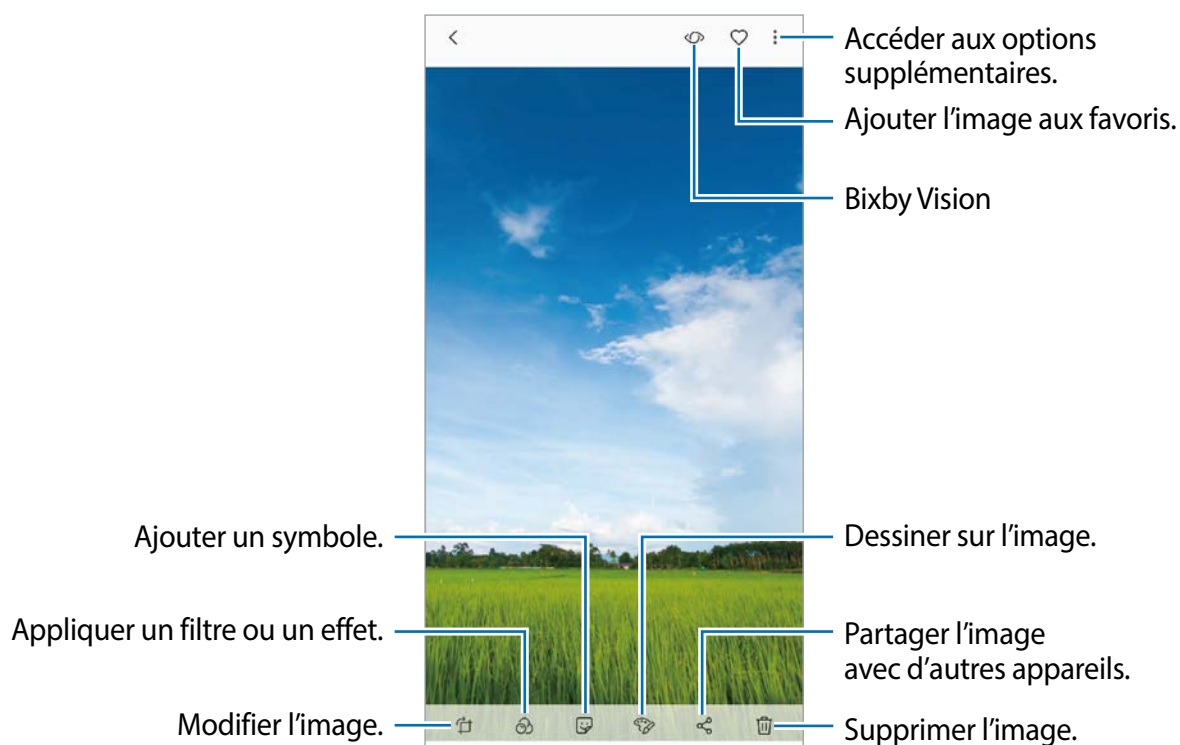 Accéder aux options
supplémentaires.
Ajouter l’image aux favoris.
Bixby Vision
Ajouter un symbole.
Dessiner sur l’image.
Appliquer un filtre ou un effet.
Partager l’image
avec d’autres appareils.
Modifier l’image.
Supprimer l’image.